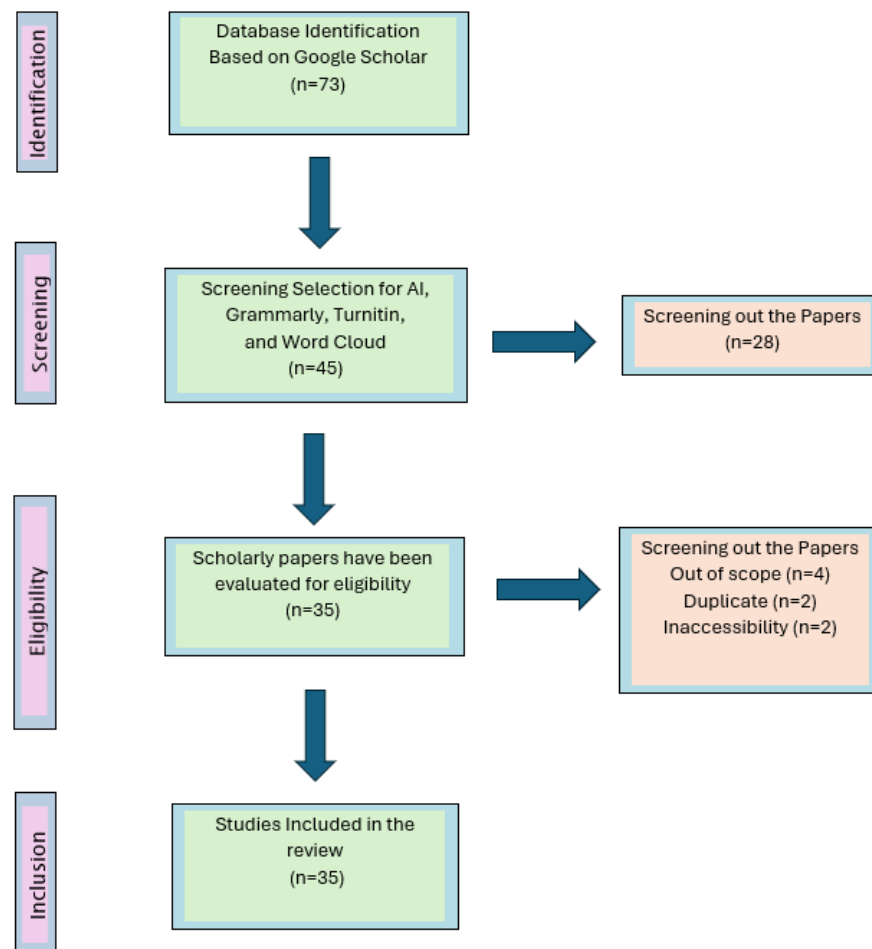 Identification
Database Identification
Based on Google Scholar
(n=73)
Screening
Screening Selection for AI,
Grammarly, Turnitin,
and Word Cloud
(n=45)
Screening out the Papers
(n=28)
Eligibility
Scholarly papers have been
evaluated for eligibility
(n=35)
Screening out the Papers
Out of scope (n=4)
Duplicate (n=2)
Inaccessibility (n=2)
Inclusion
Studies Included in the
review
(n=35)